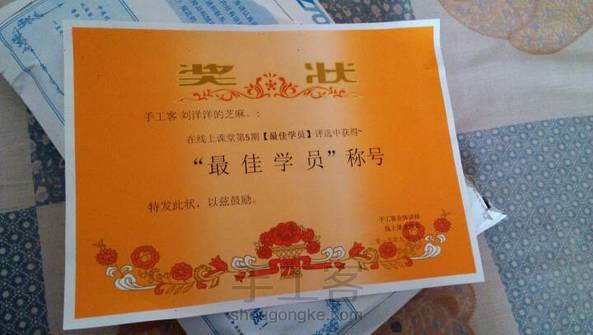 奖 状
手工客 刘洋洋的芝麻。:
在线上课堂第5期【最佳学员】评选中获得~
“最 佳 学 员”称号
特发此状，以兹鼓励。
手工客
shougongke.com